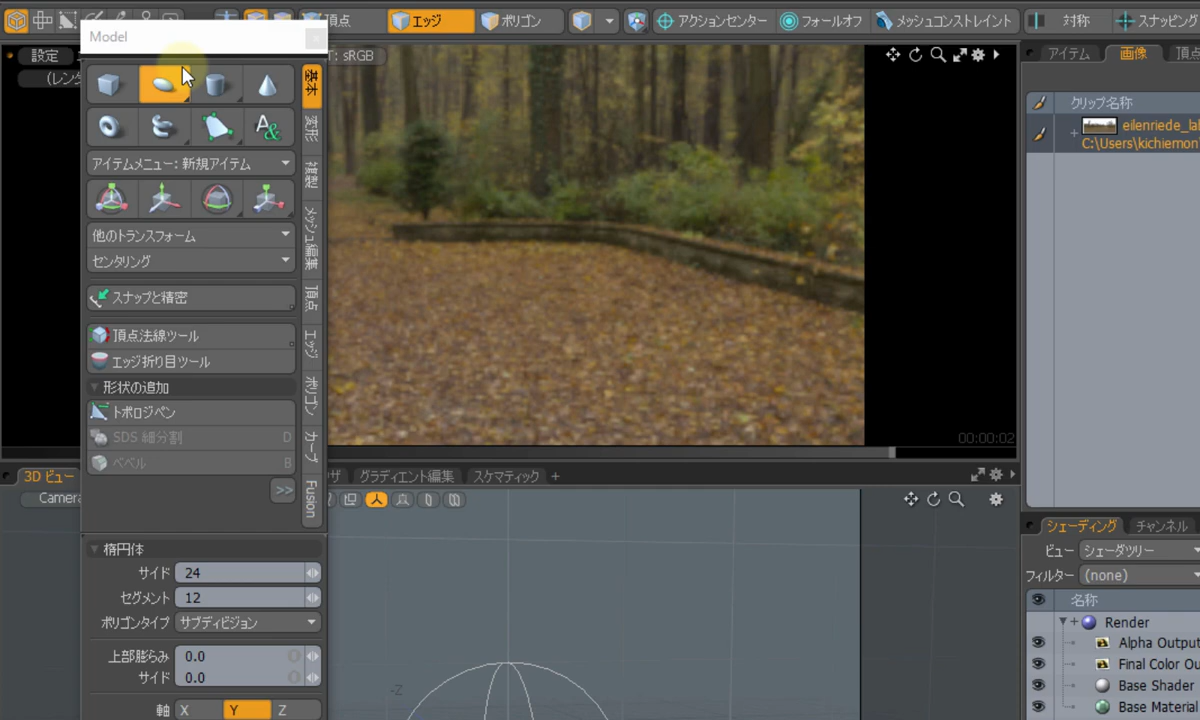 頂点
エッジ
ポリゴン
アクションセンター
フォールオフ
メッシュコンストレイント
対称
スナッピング
Model
設定
(レンダ
: sRGB
アイテム
画像
頂点
クリップ名称
eilenriede_la
C:\Users\kichiemon
基本
変形
複製
メッシュ編集
頂点
エッジ
ポリゴン
カーブ
Fusion
アイテムメニュー: 新規アイテム
他のトランスフォーム
センタリング
スナップと精密
頂点法線ツール
エッジ折り目ツール
形状の追加
トポロジペン
SDS 細分割 D
ベベル B
>>
00:00:02
3D ビュー
グラディエント編集
スケマティック
+
Camera
楕円体
サイド 24
セグメント 12
ポリゴンタイプ サブディビジョン
上部膨らみ 0.0
サイド 0.0
軸 X Y Z
-Z
シェーディング
チャンネル
ビュー シェーダツリー
フィルター (none)
名称
Render
Alpha Output
Final Color Ou
Base Shader
Base Material